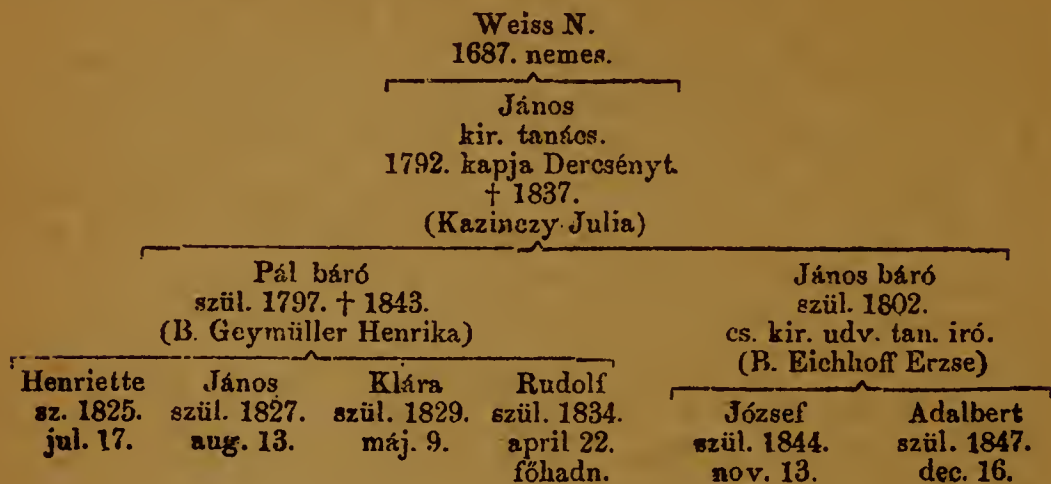 Weiss N.
1687. nemes.
János
kir. tanács.
1792. kapja Dercsényt.
† 1837.
(Kazinczy Julia)
Pál báró
szül. 1797. † 1843.
(B. Geymüller Henrika)
János báró
szül. 1802.
cs. kir. udv. tan. iró.
(B. Eichhoff Erzse)
Henriette
sz. 1825.
jul. 17.
János
szül. 1827.
aug. 13.
Klára
szül. 1829.
máj. 9.
Rudolf
szül. 1834.
april 22.
főhadn.
József
szül. 1844.
nov. 13.
Adalbert
szül. 1847.
dec. 16.